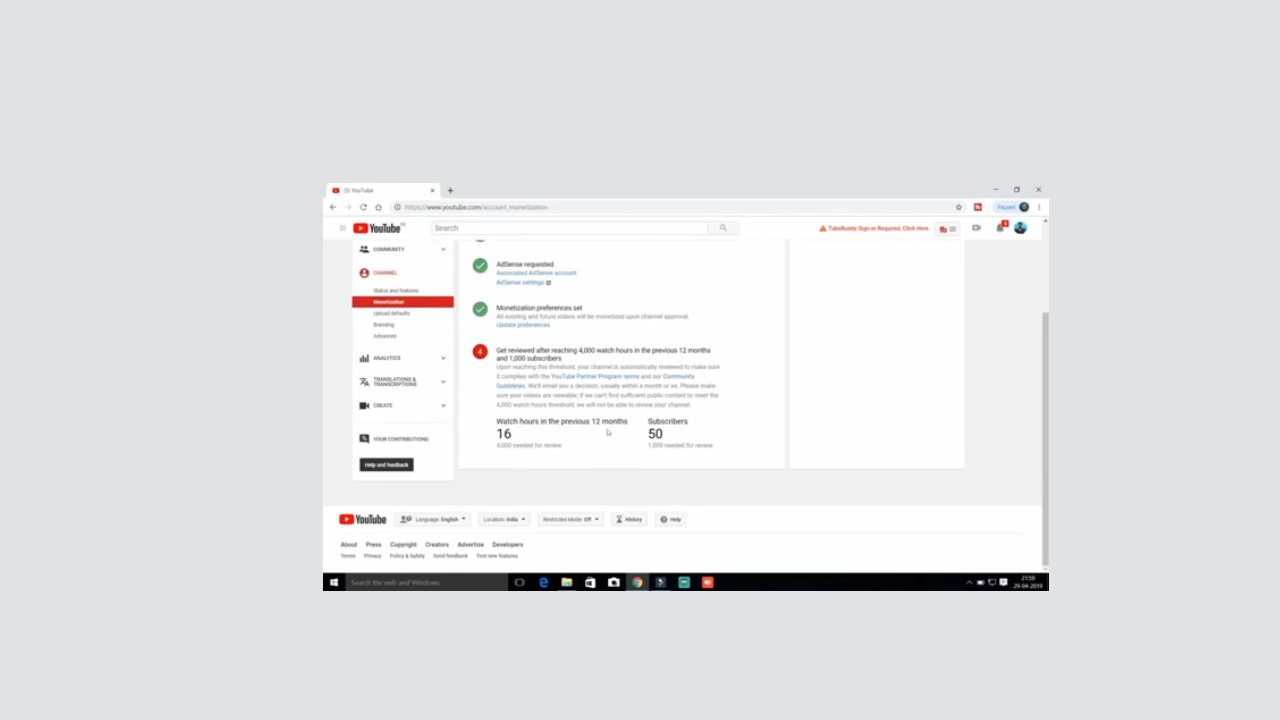 (5) YouTube
https://www.youtube.com/account_monetization
Paused
YouTube IN
Search
TubeBuddy Sign-in Required, Click Here
COMMUNITY
CHANNEL
Status and features
Monetization
Upload defaults
Branding
Advanced
ANALYTICS
TRANSLATIONS &
TRANSCRIPTIONS
CREATE
YOUR CONTRIBUTIONS
Help and feedback
AdSense requested
Associated AdSense account
AdSense settings
Monetization preferences set
All existing and future videos will be monetized upon channel approval.
Update preferences
4
Get reviewed after reaching 4,000 watch hours in the previous 12 months
and 1,000 subscribers
Upon reaching this threshold, your channel is automatically reviewed to make sure
it complies with the YouTube Partner Program terms and our Community
Guidelines. We'll email you a decision, usually within a month or so. Please make
sure your videos are viewable. If we can't find sufficient public content to meet the
4,000 watch hours threshold, we will not be able to review your channel.
Watch hours in the previous 12 months
16
4,000 needed for review
Subscribers
50
1,000 needed for review
YouTube
Language: English
Location: India
Restricted Mode: Off
History
Help
About Press Copyright Creators Advertise Developers
Terms Privacy Policy & Safety Send feedback Test new features
Search the web and Windows
21:59
29-04-2019